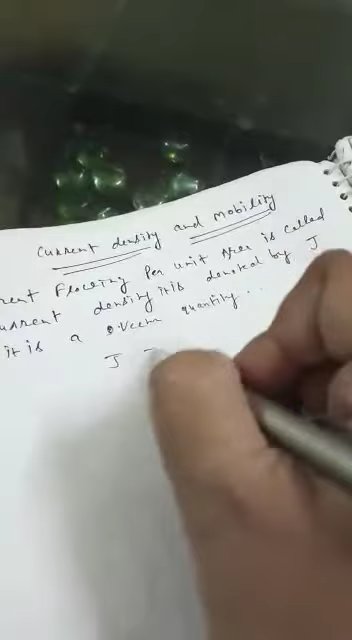 Current density and Mobility
rent Flowing Per unit Area is called
urrent density it is denoted by J
it is a Vector quantity..
J =